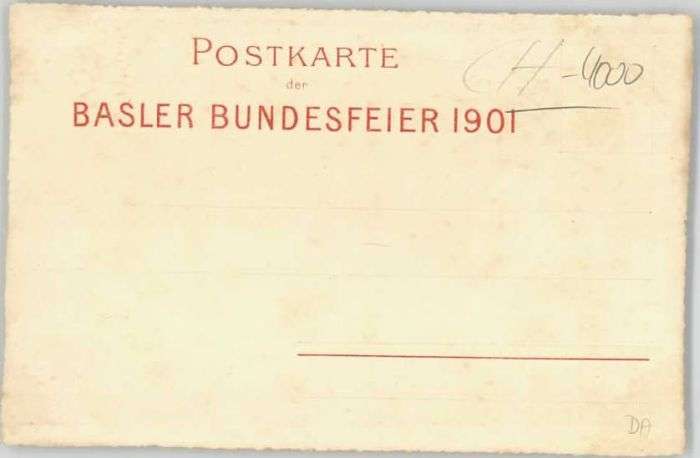 POSTKARTE
CH-4000
der
BASLER BUNDESFEIER 1901
DA